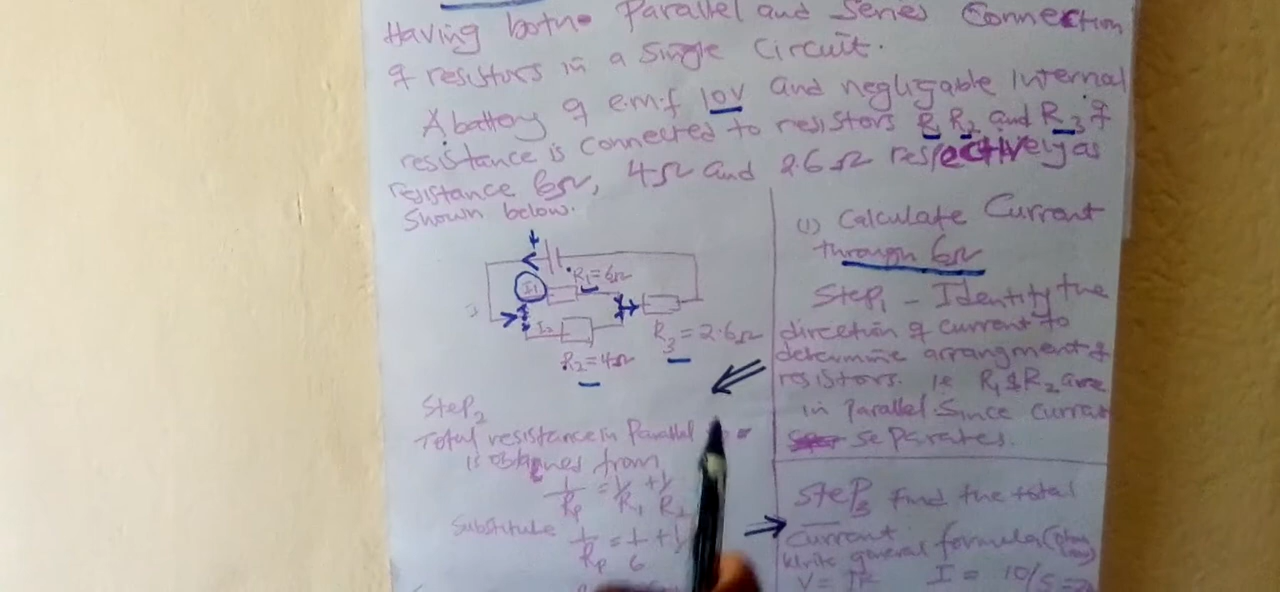 Having both Parallel and Series Connection
of resistors in a Single Circuit.
A battery of e.m.f 10V and negligable Internal
resistance is connected to resistors R, R2 and R3 of
resistance 6Ω, 4Ω and 2.6Ω respectively as
Shown below.
+
R1=6Ω
I1
I
I2
R3=2.6Ω
R2=4Ω
Step2
Total resistance in Parallel
is obtained from
1/Rp = 1/R1 + 1/R2
Substitute 1/Rp = 1/6 +
(1) Calculate Current
through 6Ω
Step1 - Identity the
direction of current to
determine arrangment of
resistors. ie R1 & R2 are
in Parallel. Since current
separates.
Step3 Find the total
Current
Write general formula (Ohms
V = IR I = 10/5 =